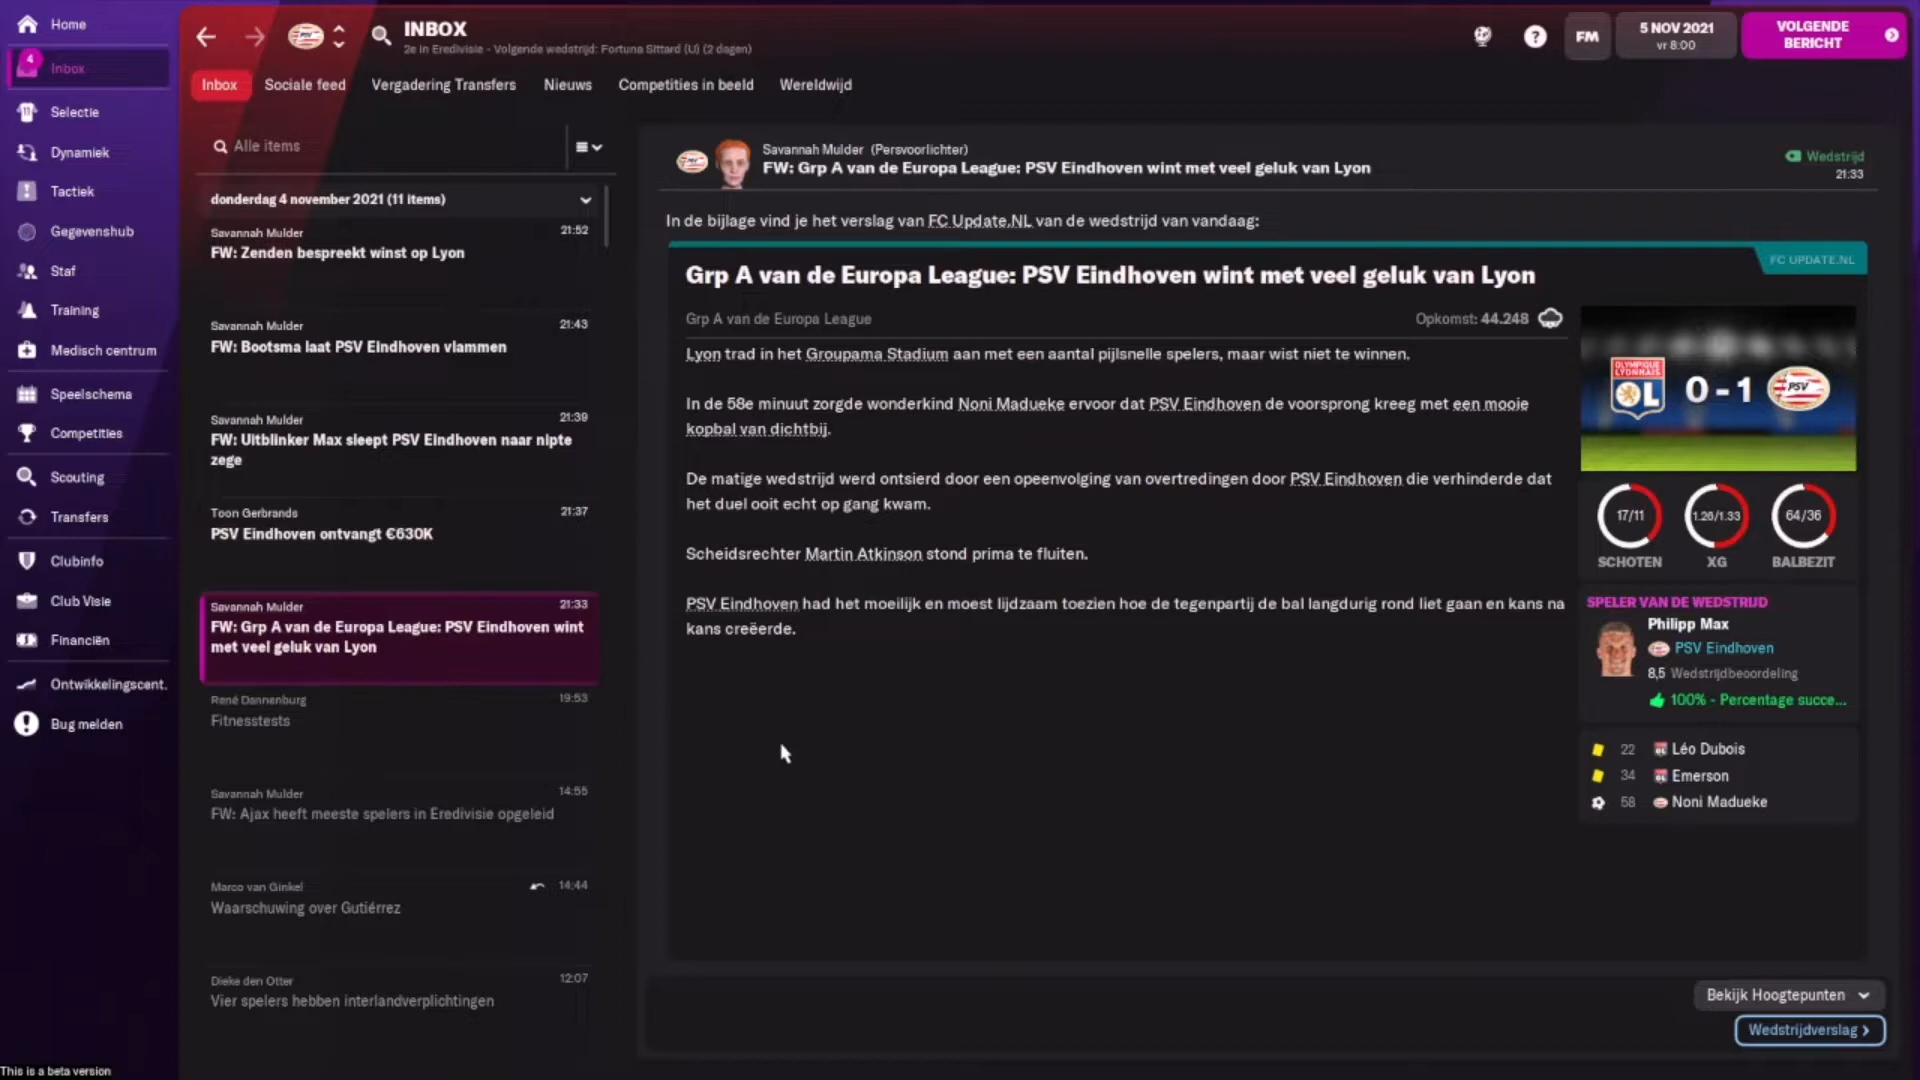 Home
4
Inbox
Selectie
Dynamiek
Tactiek
Gegevenshub
Staf
Training
Medisch centrum
Speelschema
Competities
Scouting
Transfers
Clubinfo
Club Visie
Financiën
Ontwikkelingscent.
Bug melden
This is a beta version
INBOX
2e in Eredivisie - Volgende wedstrijd: Fortuna Sittard (U) (2 dagen)
FM
5 NOV 2021
vr 8:00
VOLGENDE
BERICHT
Inbox
Sociale feed
Vergadering Transfers
Nieuws
Competities in beeld
Wereldwijd
Alle items
donderdag 4 november 2021 (11 items)
Savannah Mulder 21:52
FW: Zenden bespreekt winst op Lyon
Savannah Mulder 21:43
FW: Bootsma laat PSV Eindhoven vlammen
Savannah Mulder 21:39
FW: Uitblinker Max sleept PSV Eindhoven naar nipte
zege
Toon Gerbrands 21:37
PSV Eindhoven ontvangt €630K
Savannah Mulder 21:33
FW: Grp A van de Europa League: PSV Eindhoven wint
met veel geluk van Lyon
René Dannenburg 19:53
Fitnesstests
Savannah Mulder 14:55
FW: Ajax heeft meeste spelers in Eredivisie opgeleid
Marco van Ginkel 14:44
Waarschuwing over Gutiérrez
Dieke den Otter 12:07
Vier spelers hebben interlandverplichtingen
Savannah Mulder (Persvoorlichter)
FW: Grp A van de Europa League: PSV Eindhoven wint met veel geluk van Lyon
Wedstrijd
21:33
In de bijlage vind je het verslag van FC Update.NL van de wedstrijd van vandaag:
FC UPDATE.NL
Grp A van de Europa League: PSV Eindhoven wint met veel geluk van Lyon
Grp A van de Europa League
Opkomst: 44.248
Lyon trad in het Groupama Stadium aan met een aantal pijlsnelle spelers, maar wist niet te winnen.
In de 58e minuut zorgde wonderkind Noni Madueke ervoor dat PSV Eindhoven de voorsprong kreeg met een mooie
kopbal van dichtbij.
De matige wedstrijd werd ontsierd door een opeenvolging van overtredingen door PSV Eindhoven die verhinderde dat
het duel ooit echt op gang kwam.
Scheidsrechter Martin Atkinson stond prima te fluiten.
PSV Eindhoven had het moeilijk en moest lijdzaam toezien hoe de tegenpartij de bal langdurig rond liet gaan en kans na
kans creëerde.
OLYMPIQUE
LYONNAIS
OL
0 - 1
PSV
17/11
1.26/1.33
64/36
SCHOTEN
XG
BALBEZIT
SPELER VAN DE WEDSTRIJD
Philipp Max
PSV Eindhoven
8,5 Wedstrijdbeoordeling
100% - Percentage succe...
22 Léo Dubois
34 Emerson
58 Noni Madueke
Bekijk Hoogtepunten
Wedstrijdverslag >